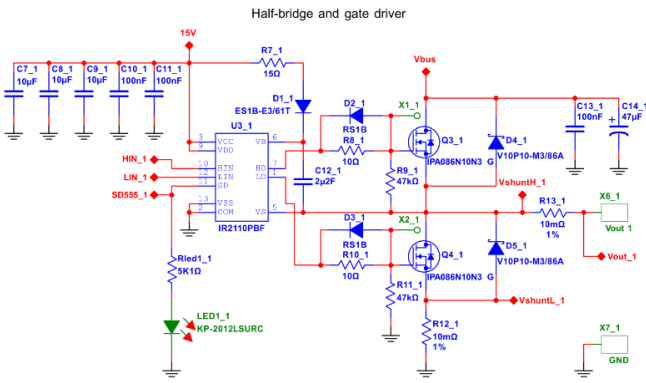 Half-bridge and gate driver
15V
C7_1
10µF
C8_1
10µF
C9_1
10µF
C10_1
100nF
C11_1
100nF
R7_1
15Ω
D1_1
ES1B-E3/61T
U3_1
3 VCC VB 6
9 VDD
10 HIN HO 7
12 LIN LO 1
11 SD
13 VSS
2 COM VS 5
IR2110PBF
HIN_1
LIN_1
SD555_1
Rled1_1
5K1Ω
LED1_1
KP-2012LSURC
C12_1
2µ2F
D2_1
RS1B
R8_1
10Ω
X1_1
R9_1
47kΩ
D3_1
RS1B
R10_1
10Ω
X2_1
R11_1
47kΩ
Vbus
Q3_1
IPA086N10N3 G
D4_1
V10P10-M3/86A
C13_1
100nF
C14_1
47µF
VshuntH_1
R13_1
10mΩ
1%
X6_1
Vout 1
Vout_1
Q4_1
IPA086N10N3 G
D5_1
V10P10-M3/86A
VshuntL_1
R12_1
10mΩ
1%
X7_1
GND